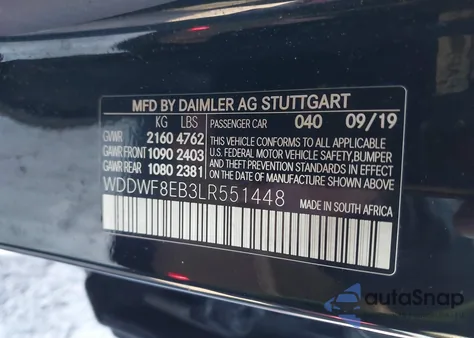 MFD BY DAIMLER AG STUTTGART
KG LBS PASSENGER CAR 040 09/19
GVWR 2160 4762
GAWR FRONT 1090 2403
GAWR REAR 1080 2381
THIS VEHICLE CONFORMS TO ALL APPLICABLE
U.S. FEDERAL MOTOR VEHICLE SAFETY, BUMPER
AND THEFT PREVENTION STANDARDS IN EFFECT
ON THE DATE OF MANUFACTURE SHOWN ABOVE.
WDDWF8EB3LR551448
MADE IN SOUTH AFRICA
autoSnap